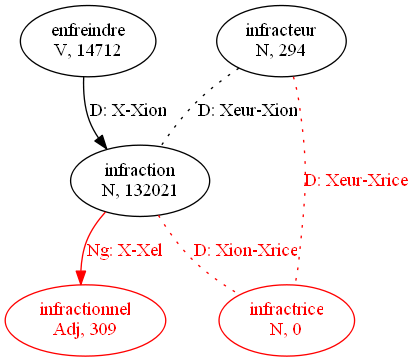 enfreindre
V, 14712
infracteur
N, 294
D: X-Xion
D: Xeur-Xion
infraction
N, 132021
D: Xeur-Xrice
Ng: X-Xel
D: Xion-Xrice
infractionnel
Adj, 309
infractrice
N, 0